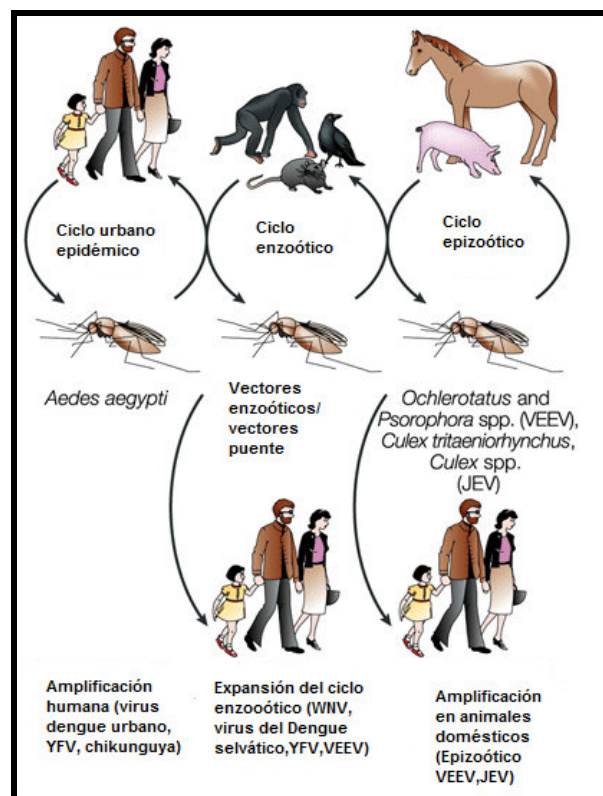 Ciclo urbano
epidémico
Ciclo
enzoótico
Ciclo
epizoótico
Aedes aegypti
Vectores
enzoóticos/
vectores
puente
Ochlerotatus and
Psorophora spp. (VEEV),
Culex tritaeniorhynchus,
Culex spp.
(JEV)
Amplificación
humana (virus
dengue urbano,
YFV, chikunguya)
Expansión del ciclo
enzooótico (WNV,
virus del Dengue
selvático,YFV,VEEV)
Amplificación
en animales
domésticos
(Epizoótico
VEEV,JEV)